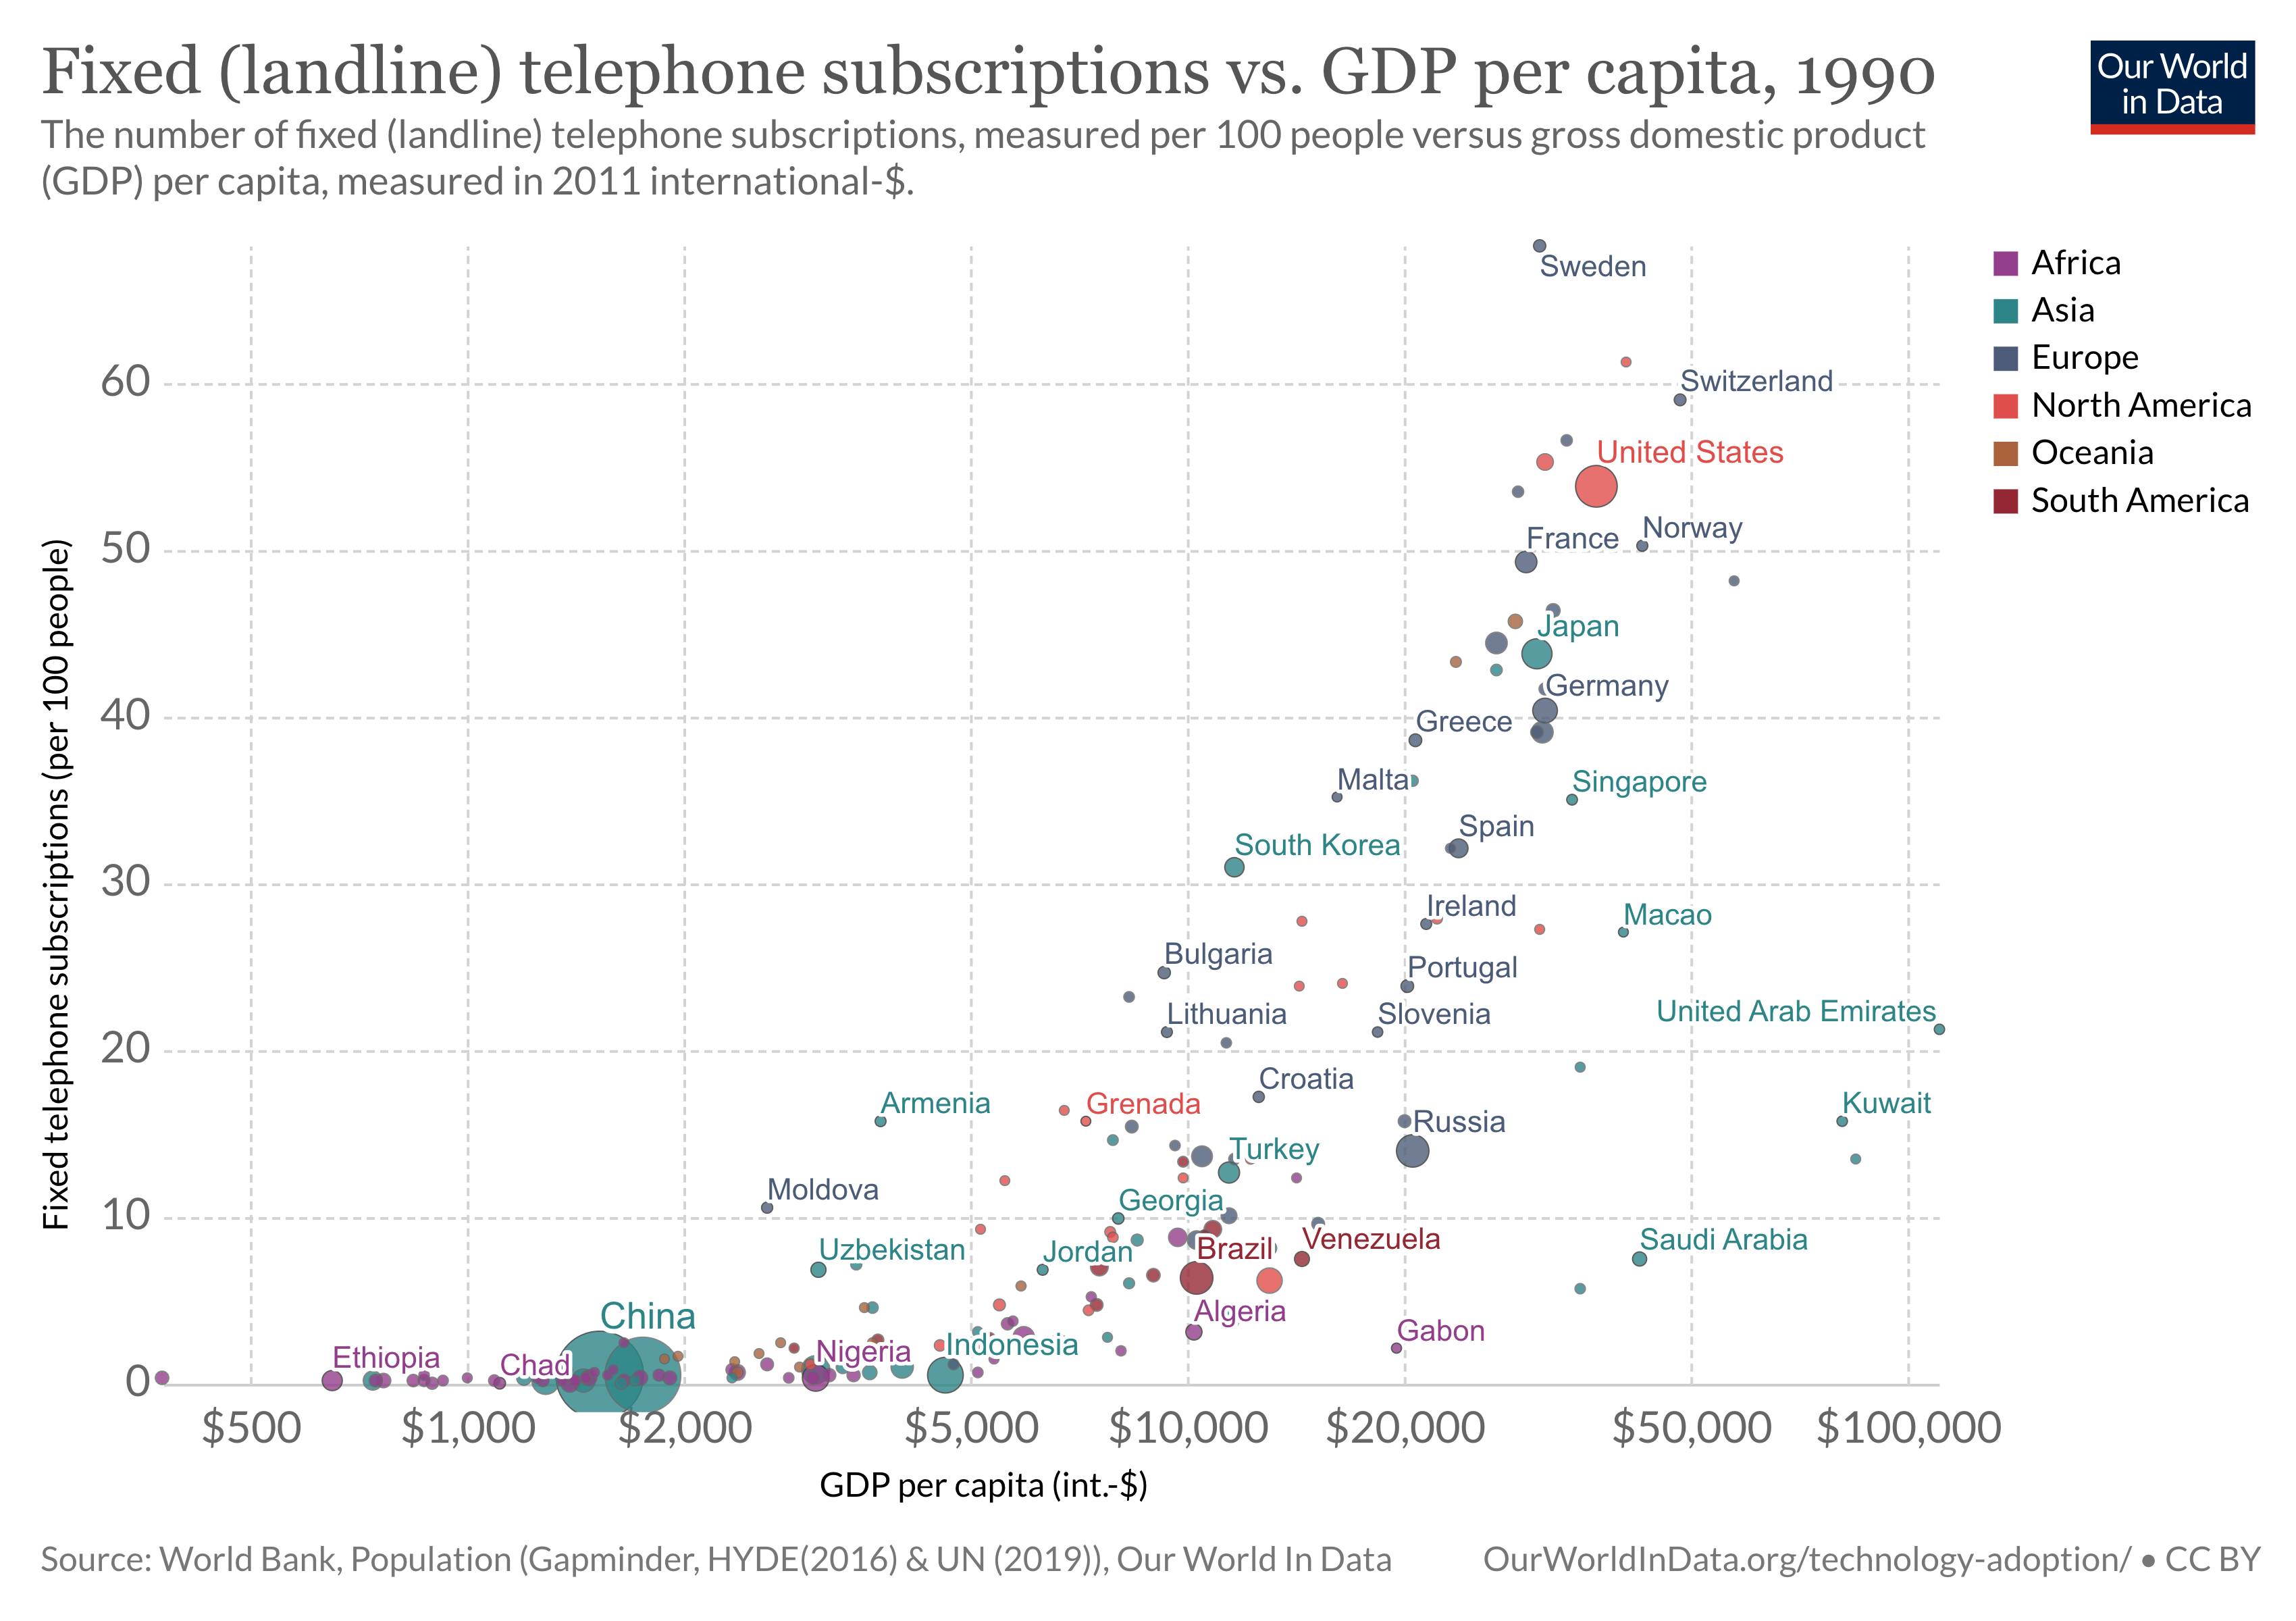 Fixed (landline) telephone subscriptions vs. GDP per capita, 1990
The number of fixed (landline) telephone subscriptions, measured per 100 people versus gross domestic product
(GDP) per capita, measured in 2011 international-$.
Our World
in Data
Africa
Asia
Europe
North America
Oceania
South America
Fixed telephone subscriptions (per 100 people)
60
50
40
30
20
10
0
Sweden
Switzerland
United States
Norway
France
Japan
Germany
Greece
Malta
Singapore
Spain
South Korea
Ireland
Macao
Bulgaria
Portugal
Lithuania
Slovenia
United Arab Emirates
Croatia
Armenia
Grenada
Kuwait
Russia
Turkey
Moldova
Georgia
Uzbekistan
Jordan
Brazil
Venezuela
Saudi Arabia
China
Algeria
Gabon
Ethiopia
Chad
Nigeria
Indonesia
$500
$1,000
$2,000
$5,000
$10,000
$20,000
$50,000
$100,000
GDP per capita (int.-$)
Source: World Bank, Population (Gapminder, HYDE(2016) & UN (2019)), Our World In Data
OurWorldInData.org/technology-adoption/ • CC BY